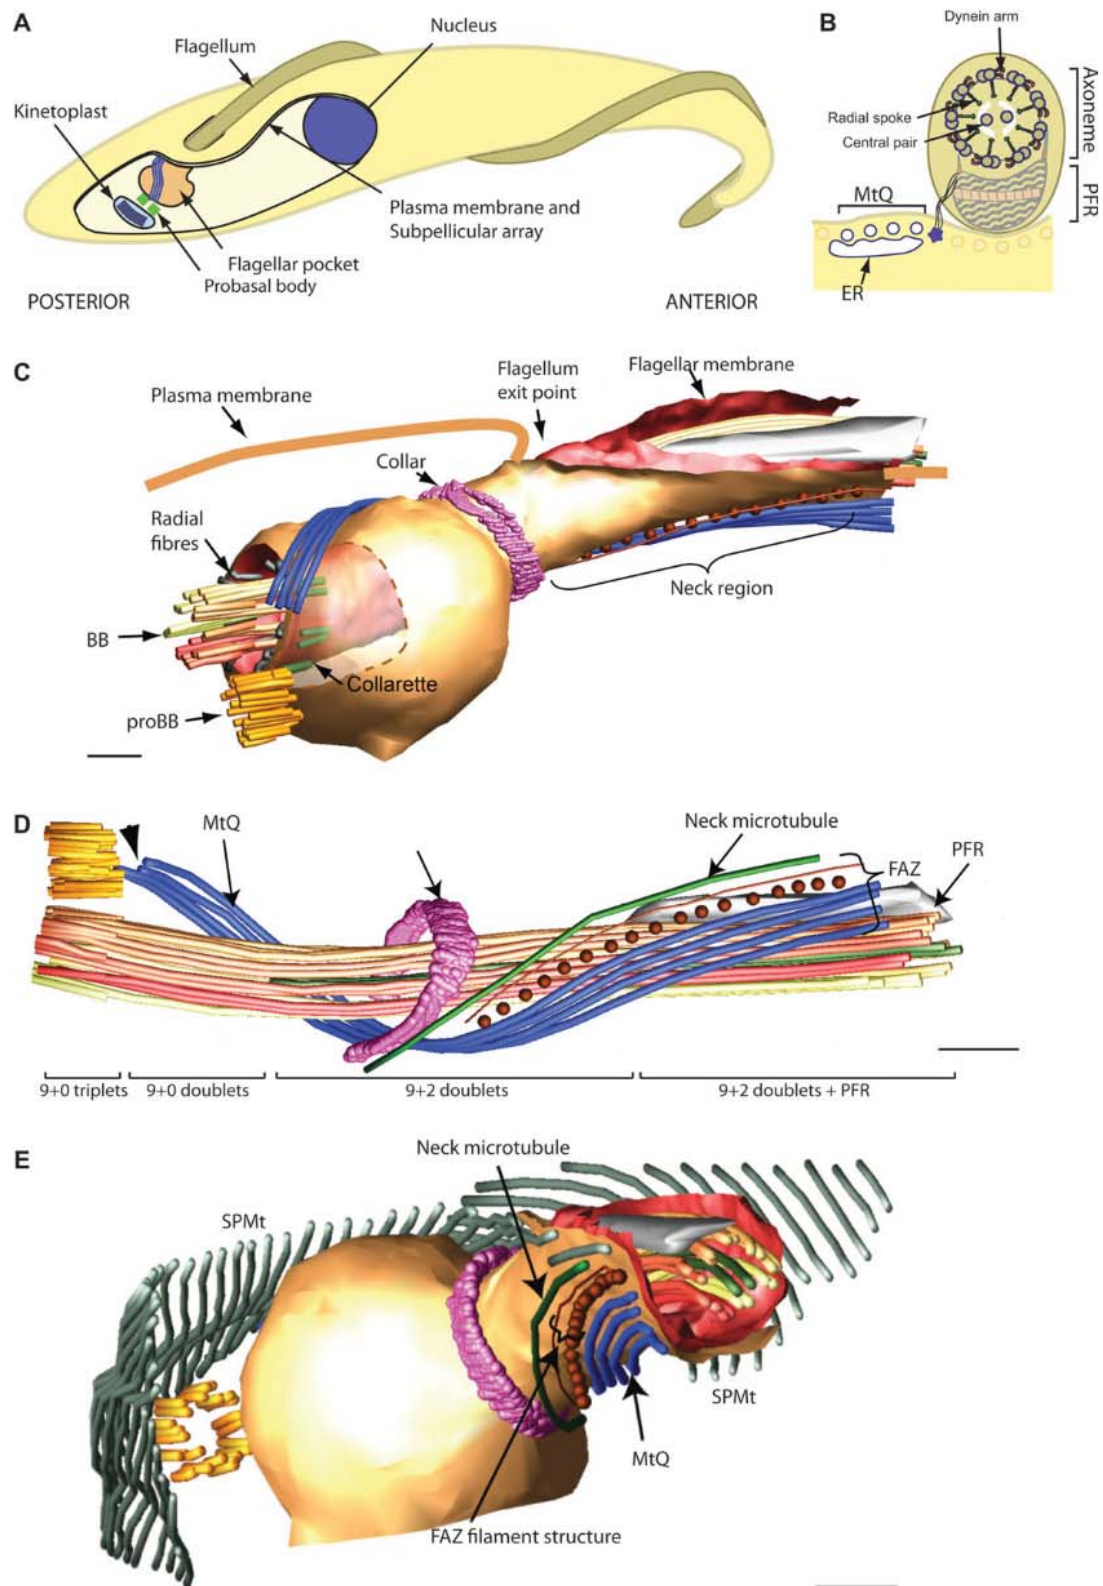 A
Nucleus
Flagellum
Kinetoplast
Plasma membrane and
Subpellicular array
Flagellar pocket
Probasal body
POSTERIOR
ANTERIOR
B
Dynein arm
Axoneme
Radial spoke
Central pair
PFR
MtQ
ER
C
Plasma membrane
Flagellum
exit point
Flagellar membrane
Collar
Radial
fibres
Neck region
BB
Collarette
proBB
D
MtQ
Neck microtubule
PFR
FAZ
9+0 triplets
9+0 doublets
9+2 doublets
9+2 doublets + PFR
E
Neck microtubule
SPMt
SPMt
MtQ
FAZ filament structure